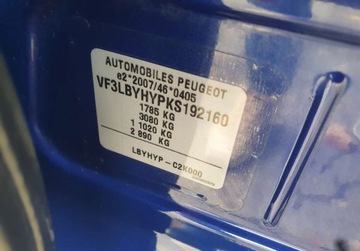 AUTOMOBILES PEUGEOT
e2*2007/46*0405
VF3LBYHYPKS192160
1785 KG
3080 KG
1 1020 KG
2 890 KG
LBYHYP-C2K000